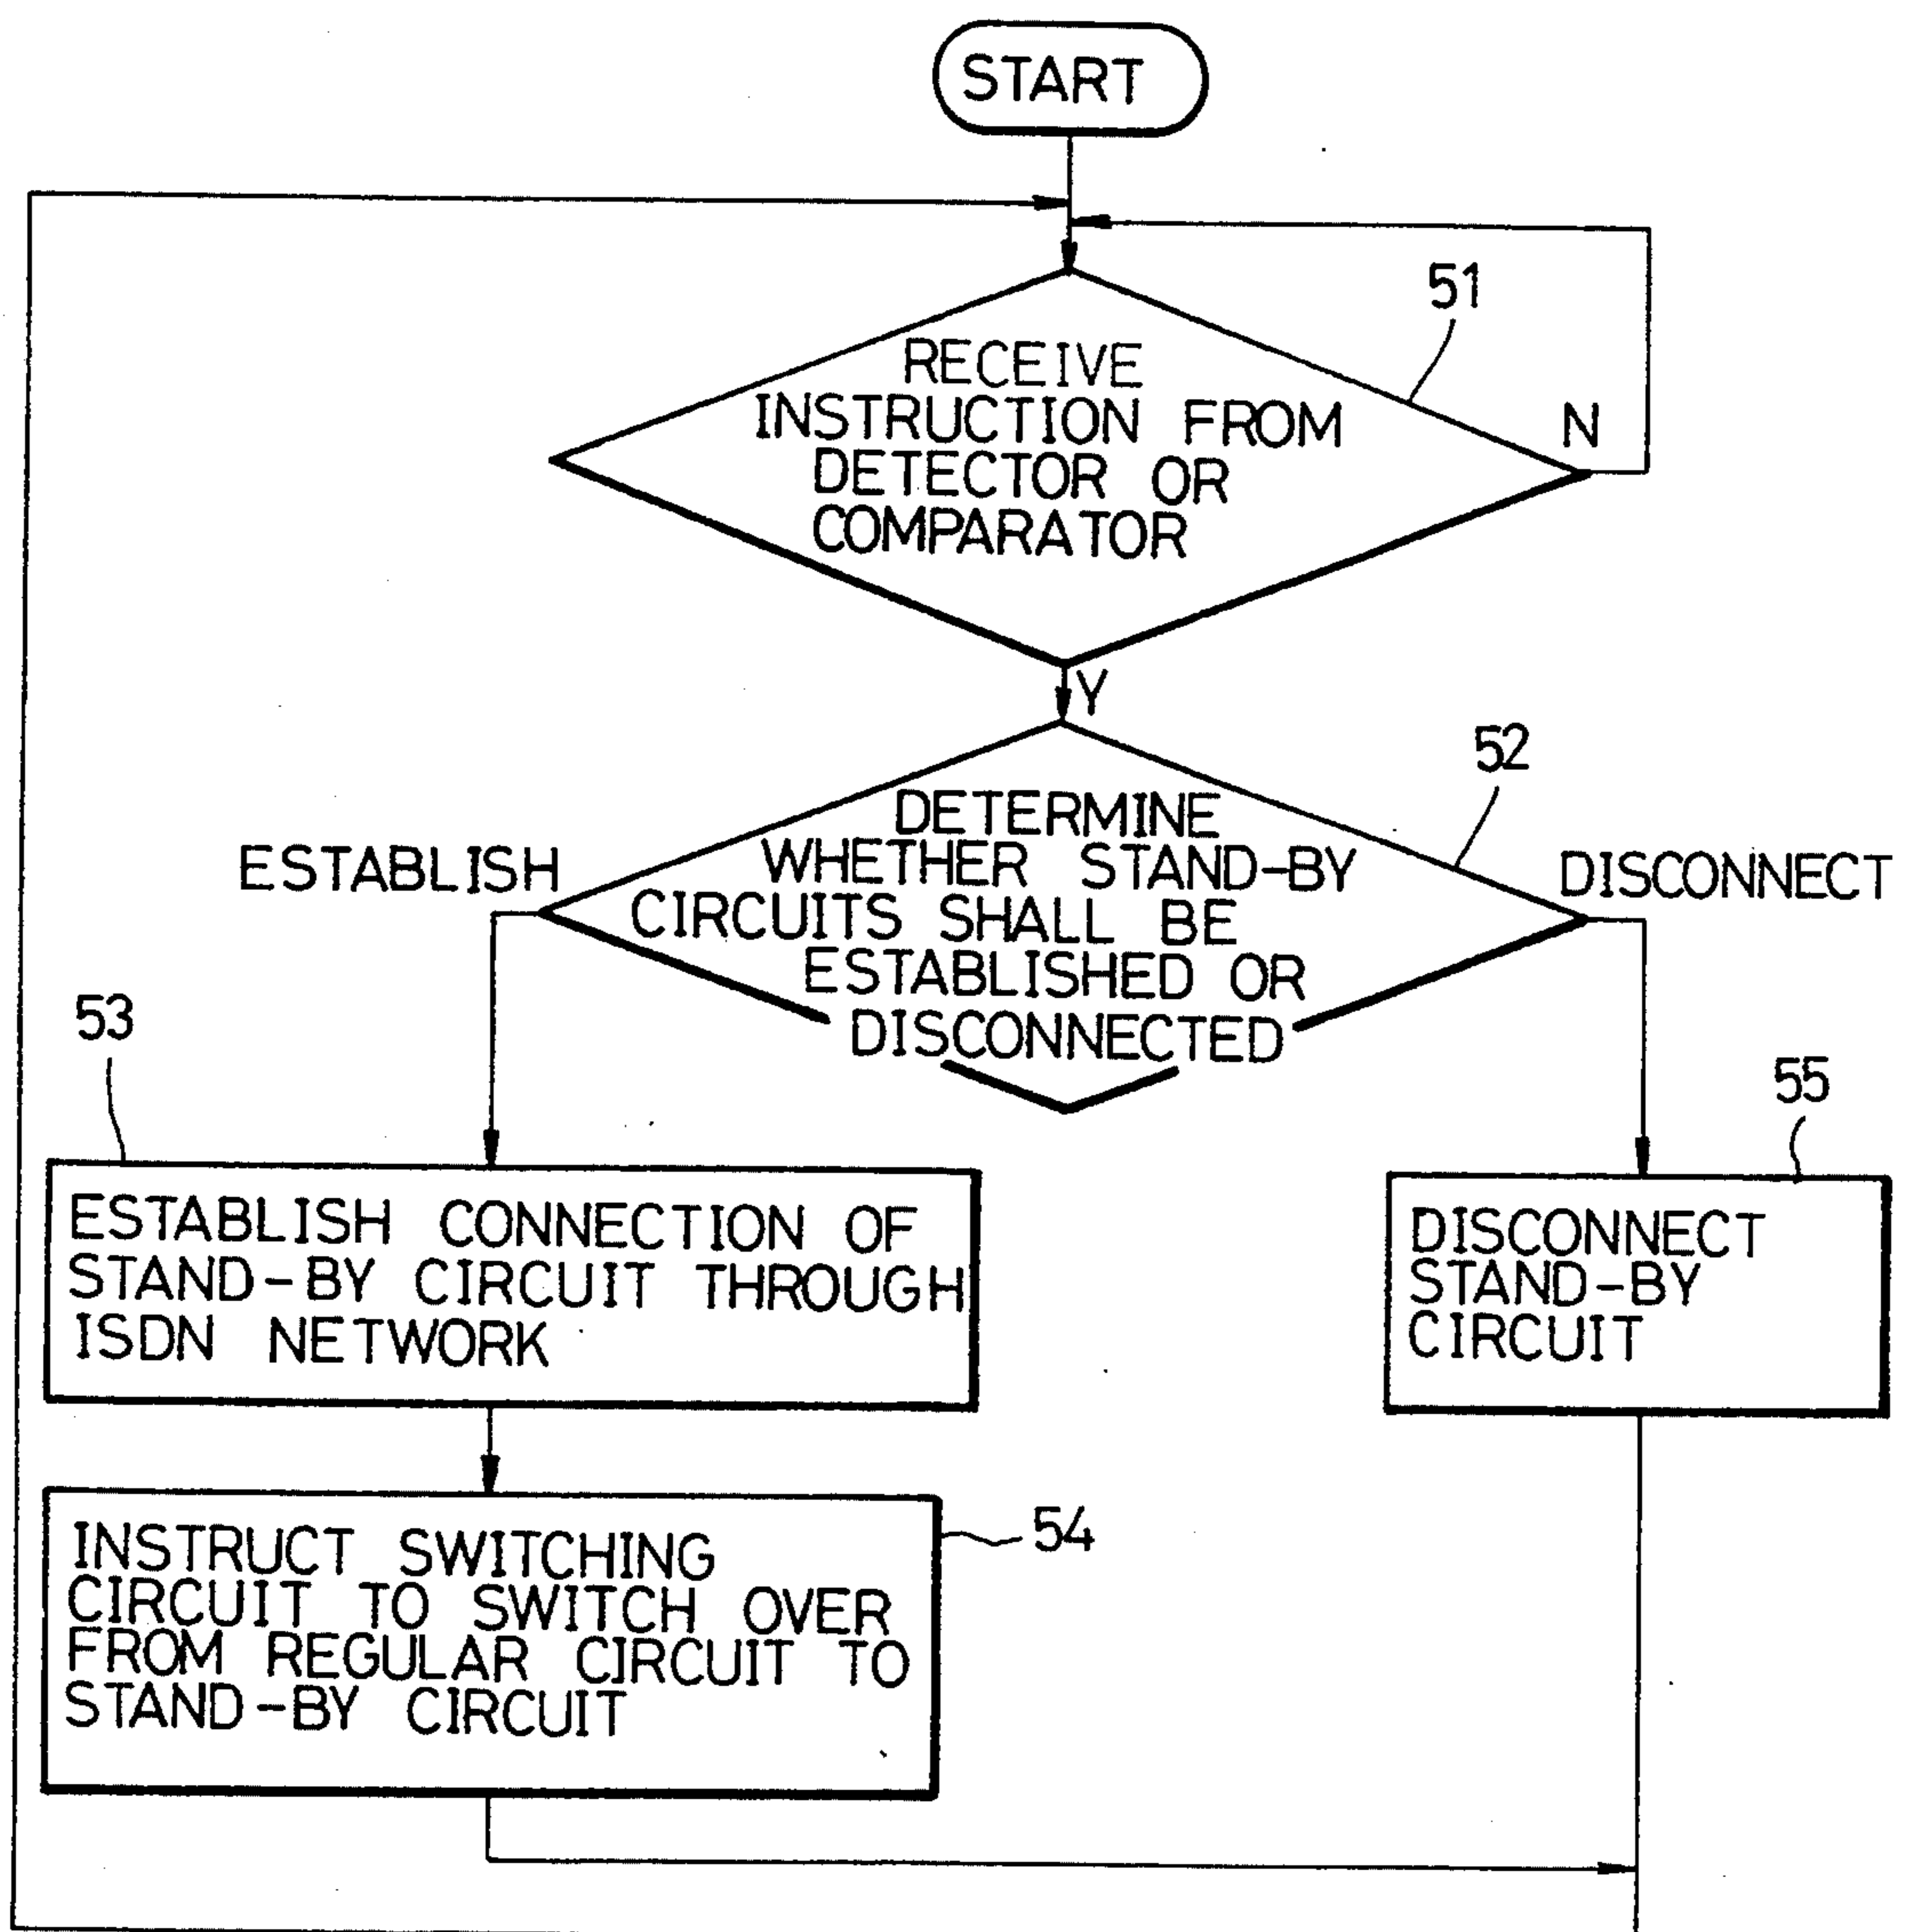 START
51
RECEIVE
INSTRUCTION FROM
DETECTOR OR
COMPARATOR
N
Y
52
DETERMINE
WHETHER STAND-BY
CIRCUITS SHALL BE
ESTABLISHED OR
DISCONNECTED
ESTABLISH
DISCONNECT
53
ESTABLISH CONNECTION OF
STAND-BY CIRCUIT THROUGH
ISDN NETWORK
55
DISCONNECT
STAND-BY
CIRCUIT
54
INSTRUCT SWITCHING
CIRCUIT TO SWITCH OVER
FROM REGULAR CIRCUIT TO
STAND-BY CIRCUIT